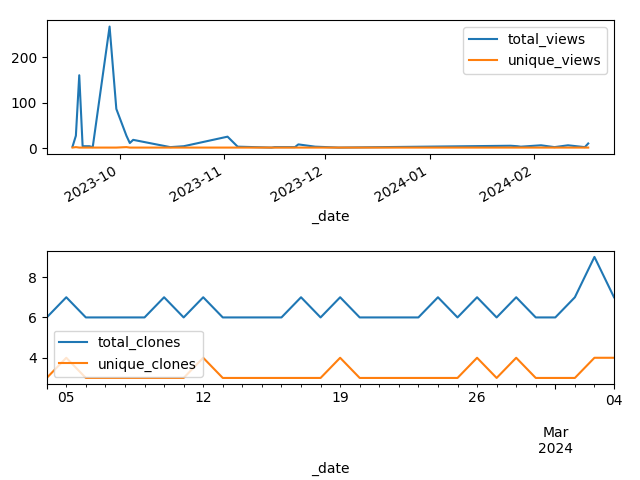 200
100
0
total_views
unique_views
2023-10
2023-11
2023-12
2024-01
2024-02
_date
8
6
4
total_clones
unique_clones
05
12
19
26
04
Mar
2024
_date